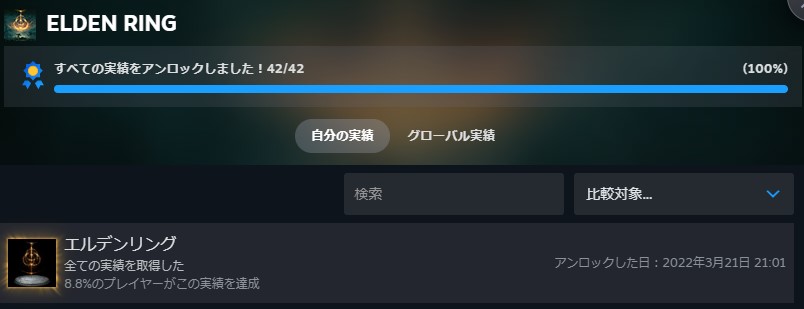 ELDEN RING
すべての実績をアンロックしました！42/42 (100%)
自分の実績 グローバル実績
検索 比較対象...
エルデンリング
全ての実績を取得した
アンロックした日：2022年3月21日 21:01
8.8%のプレイヤーがこの実績を達成